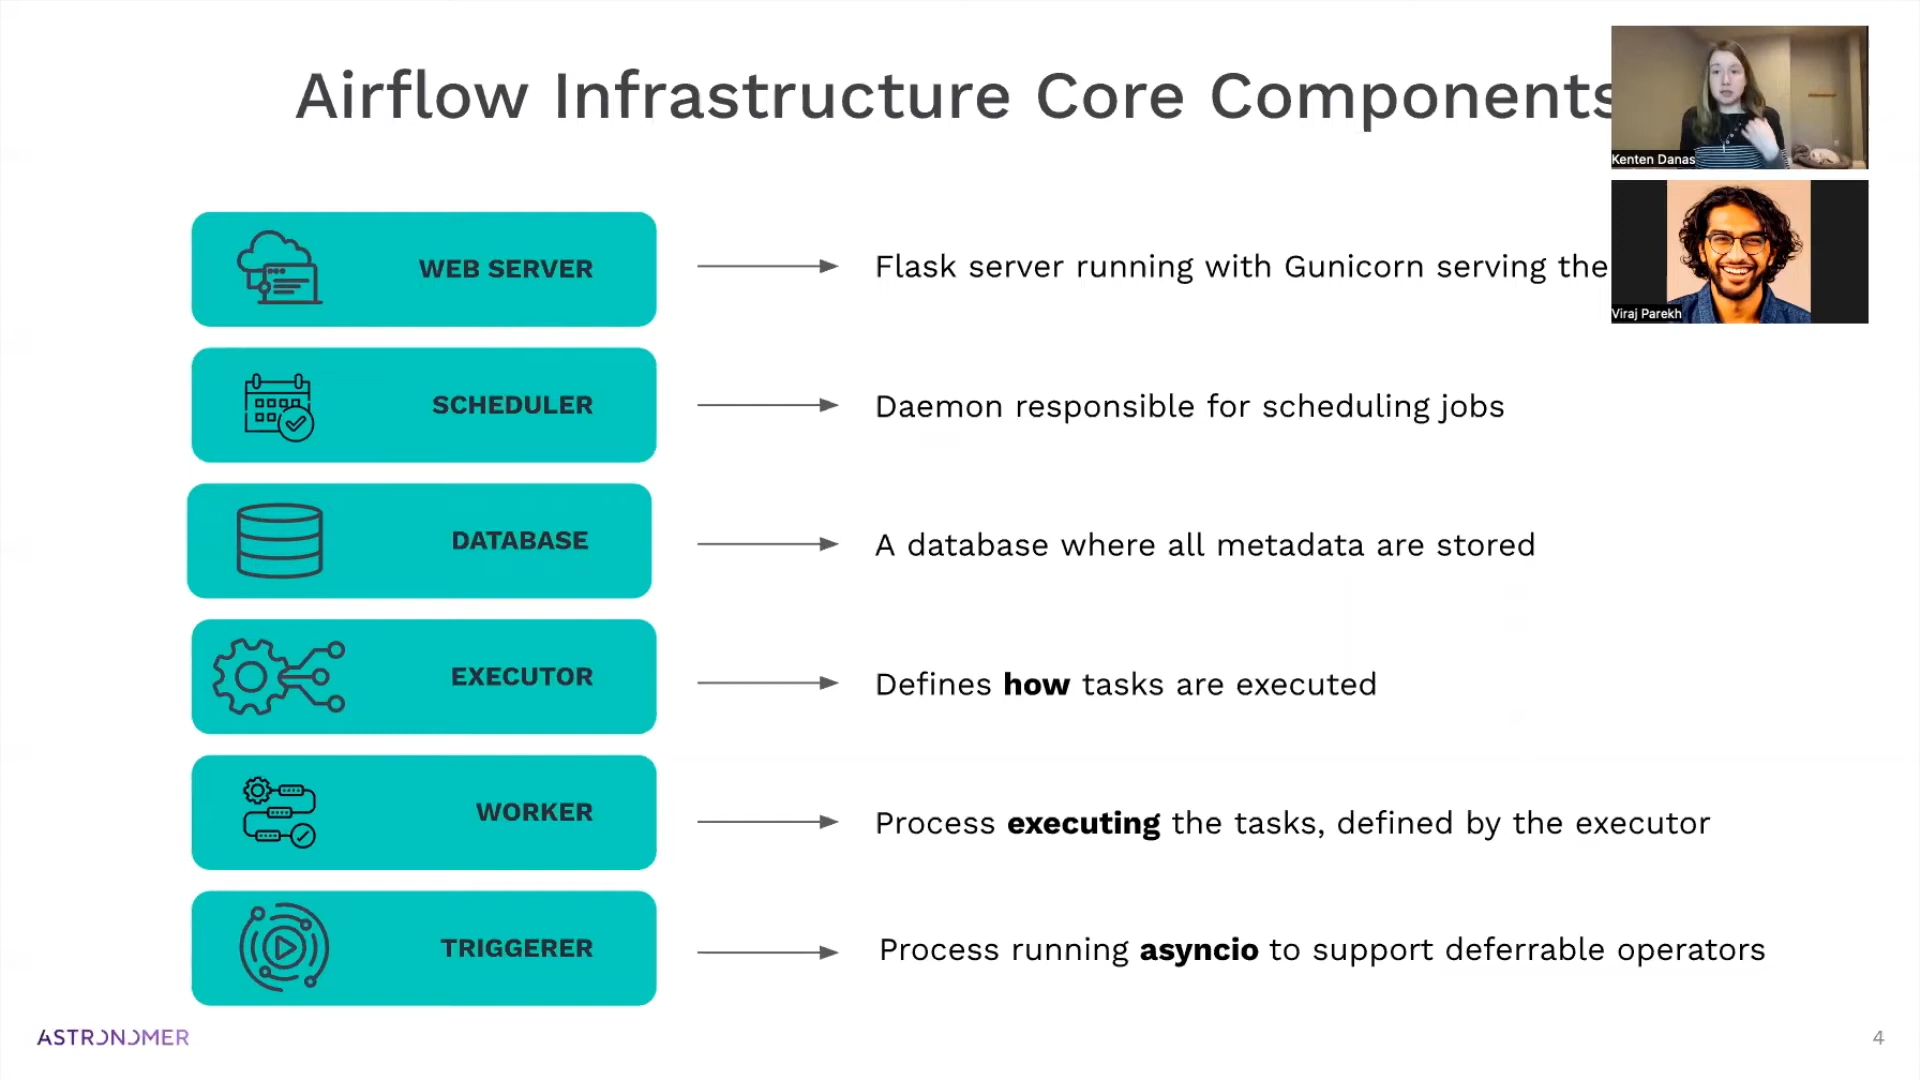 Airflow Infrastructure Core Components
Kenten Danas
Viraj Parekh
WEB SERVER
Flask server running with Gunicorn serving the
SCHEDULER
Daemon responsible for scheduling jobs
DATABASE
A database where all metadata are stored
EXECUTOR
Defines how tasks are executed
WORKER
Process executing the tasks, defined by the executor
TRIGGERER
Process running asyncio to support deferrable operators
ASTRONOMER
4